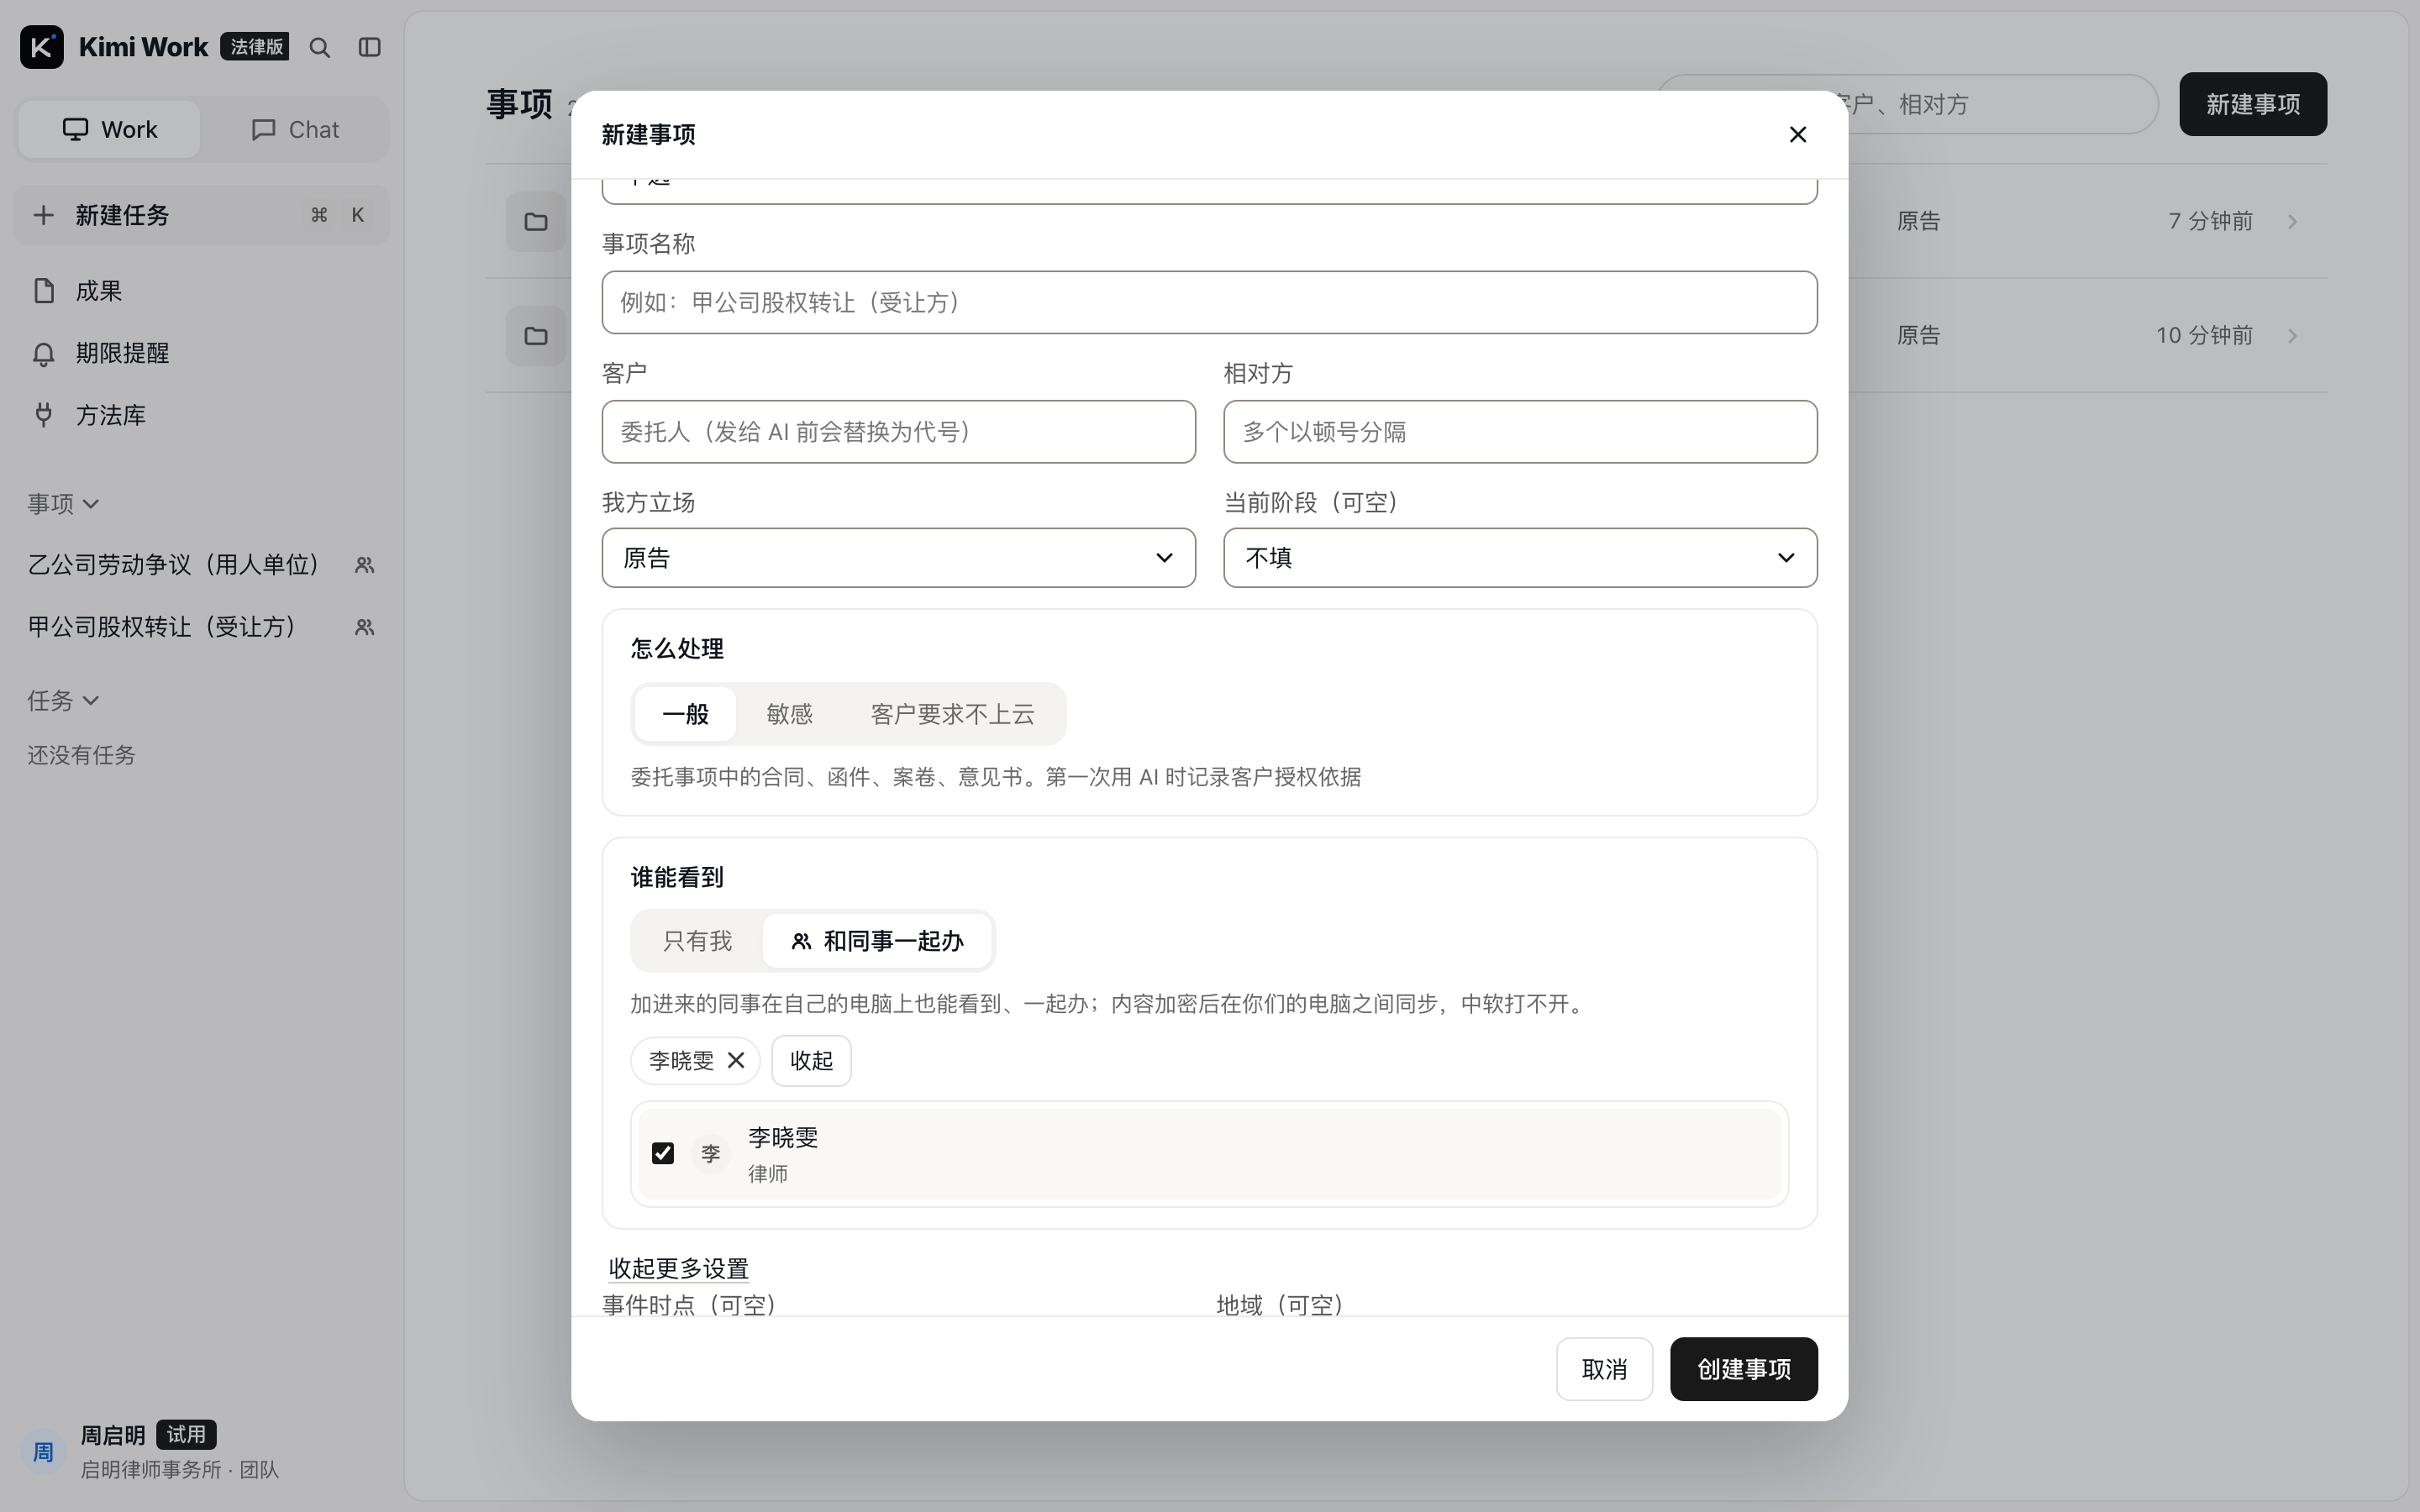 Kimi Work 法律版
Work
Chat
新建任务 ⌘ K
成果
期限提醒
方法库
事项
乙公司劳动争议（用人单位）
甲公司股权转让（受让方）
任务
还没有任务
周启明 试用
启明律师事务所 · 团队
事项
户、相对方
新建事项
原告 7 分钟前
原告 10 分钟前
新建事项
事项名称
例如：甲公司股权转让（受让方）
客户
相对方
委托人（发给 AI 前会替换为代号）
多个以顿号分隔
我方立场
当前阶段（可空）
原告
不填
怎么处理
一般 敏感 客户要求不上云
委托事项中的合同、函件、案卷、意见书。第一次用 AI 时记录客户授权依据
谁能看到
只有我 和同事一起办
加进来的同事在自己的电脑上也能看到、一起办；内容加密后在你们的电脑之间同步，中软打不开。
李晓雯 收起
李 李晓雯
律师
收起更多设置
事件时点（可空）
地域（可空）
取消 创建事项